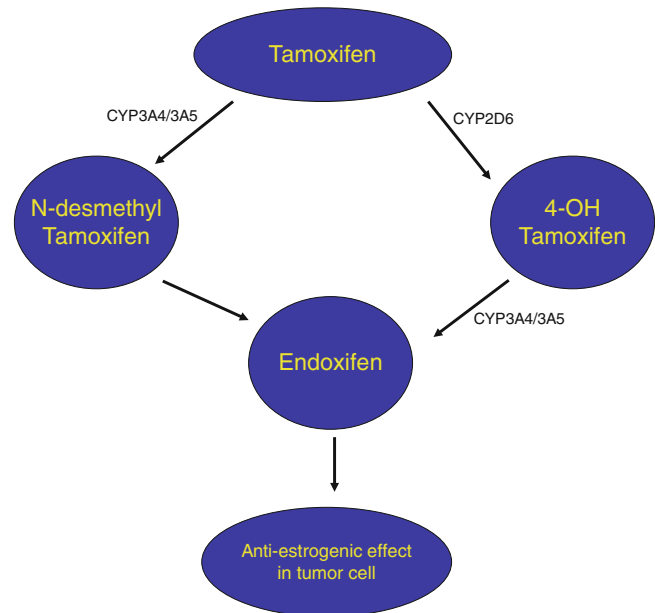 Tamoxifen
CYP3A4/3A5
CYP2D6
N-desmethyl
Tamoxifen
4-OH
Tamoxifen
CYP3A4/3A5
Endoxifen
Anti-estrogenic effect
in tumor cell